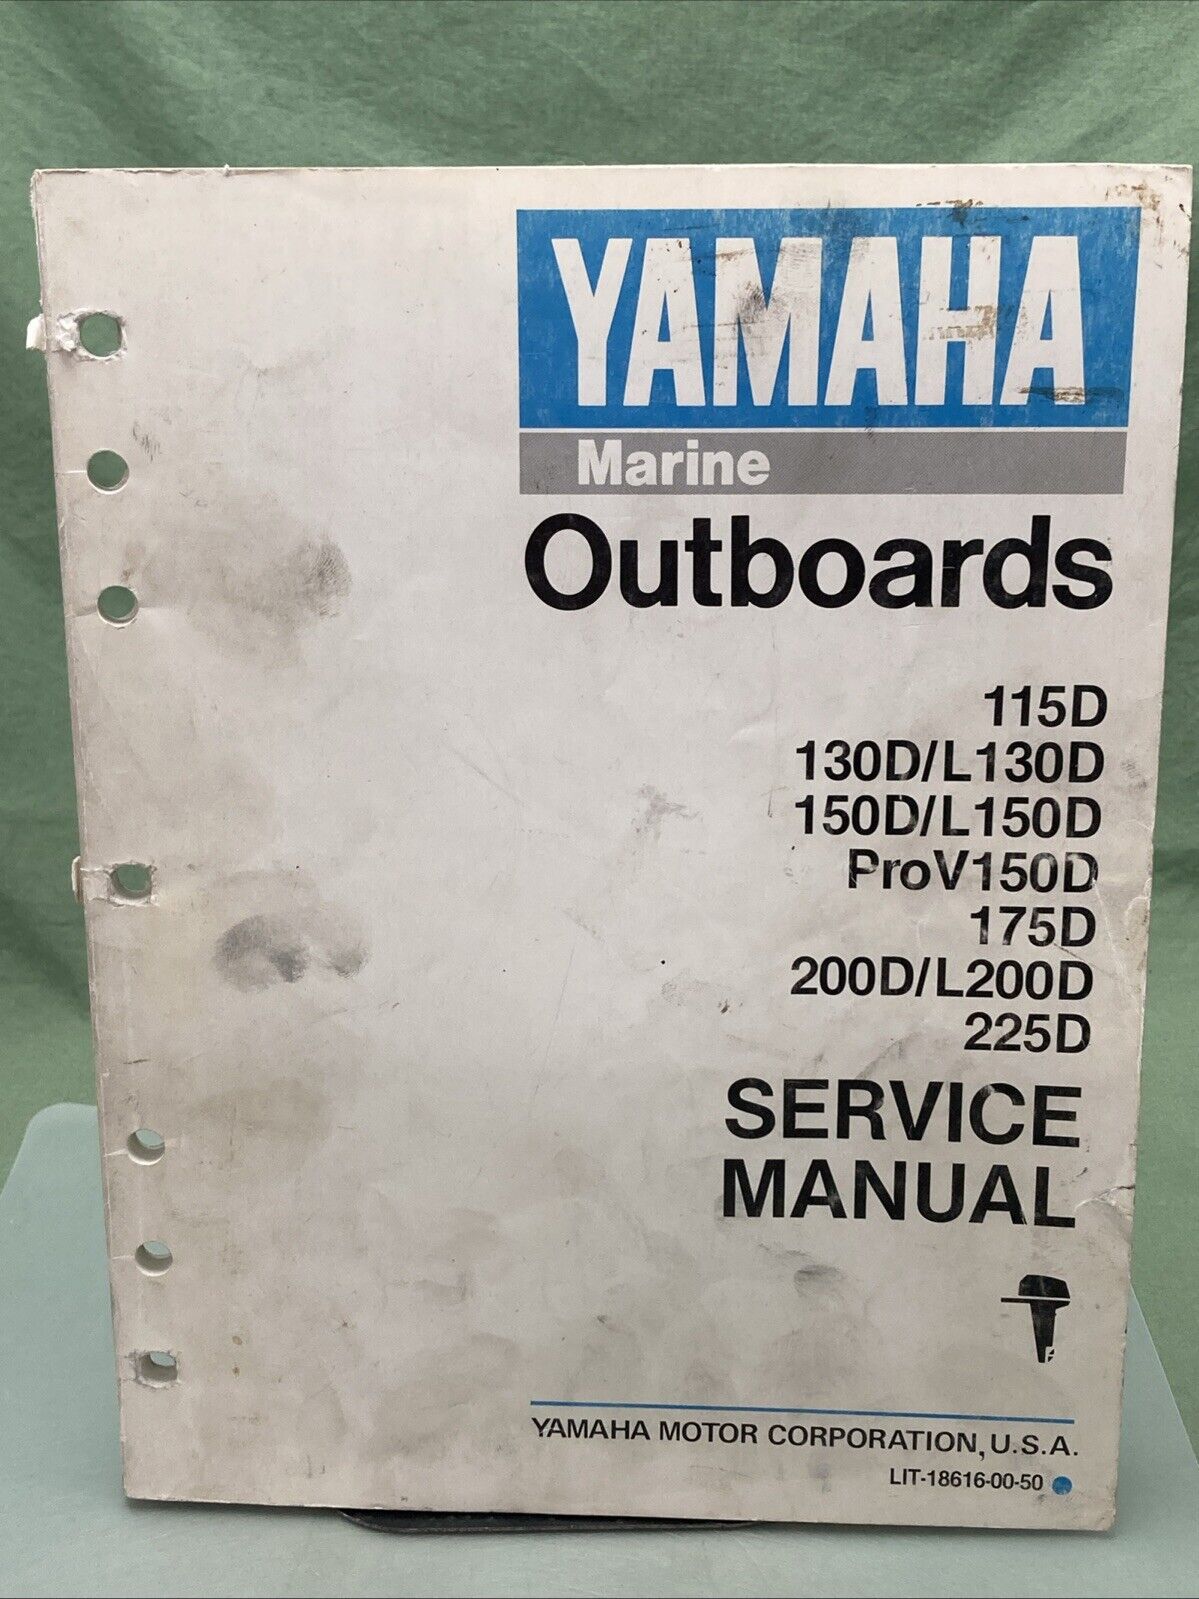 YAMAHA
Marine
Outboards
115D
130D/L130D
150D/L150D
ProV150D
175D
200D/L200D
225D
SERVICE
MANUAL
YAMAHA MOTOR CORPORATION, U.S.A.
LIT-18616-00-50